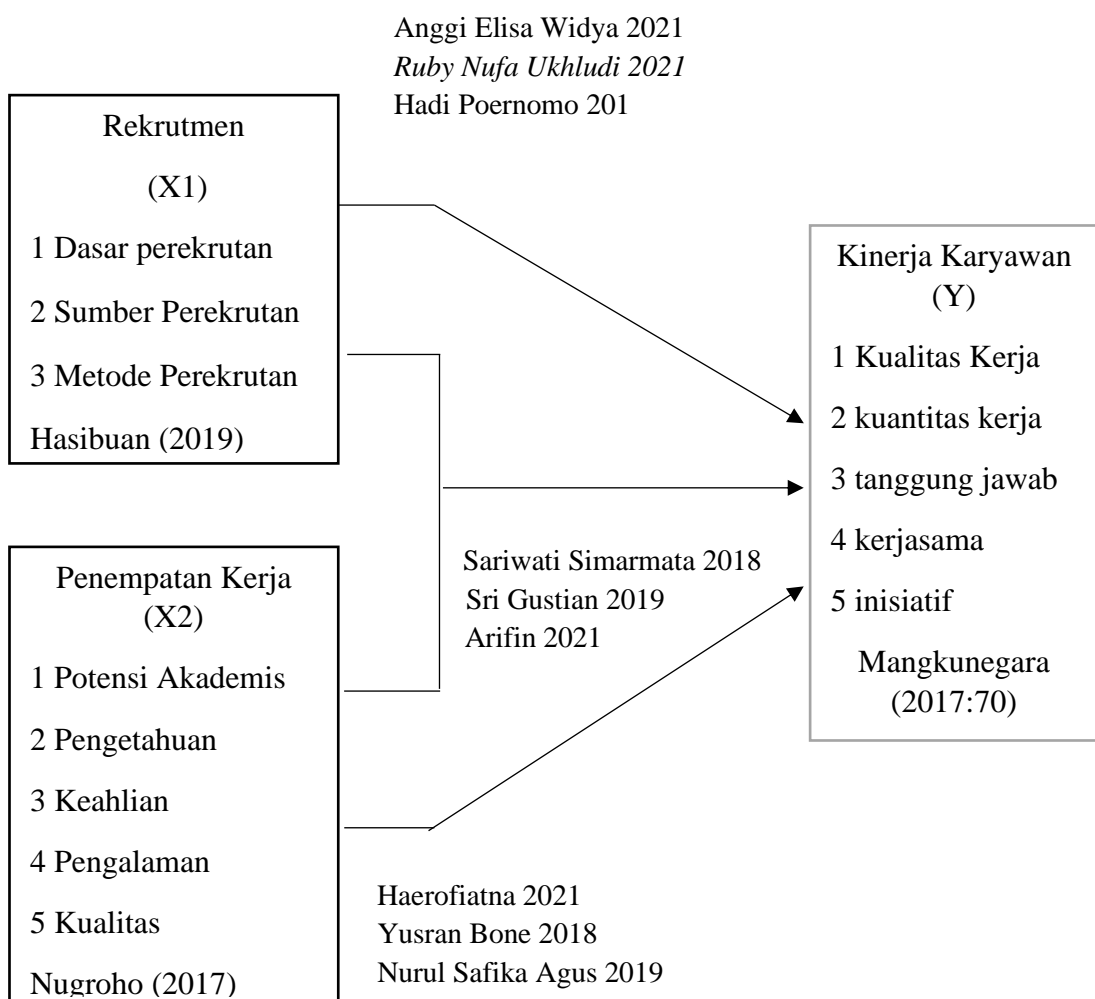 Anggi Elisa Widya 2021
Ruby Nufa Ukhludi 2021
Hadi Poernomo 201
Rekrutmen
(X1)
1 Dasar perekrutan
2 Sumber Perekrutan
3 Metode Perekrutan
Hasibuan (2019)
Kinerja Karyawan
(Y)
1 Kualitas Kerja
2 kuantitas kerja
3 tanggung jawab
4 kerjasama
5 inisiatif
Mangkunegara
(2017:70)
Sariwati Simarmata 2018
Sri Gustian 2019
Arifin 2021
Penempatan Kerja
(X2)
1 Potensi Akademis
2 Pengetahuan
3 Keahlian
4 Pengalaman
5 Kualitas
Nugroho (2017)
Haerofiatna 2021
Yusran Bone 2018
Nurul Safika Agus 2019